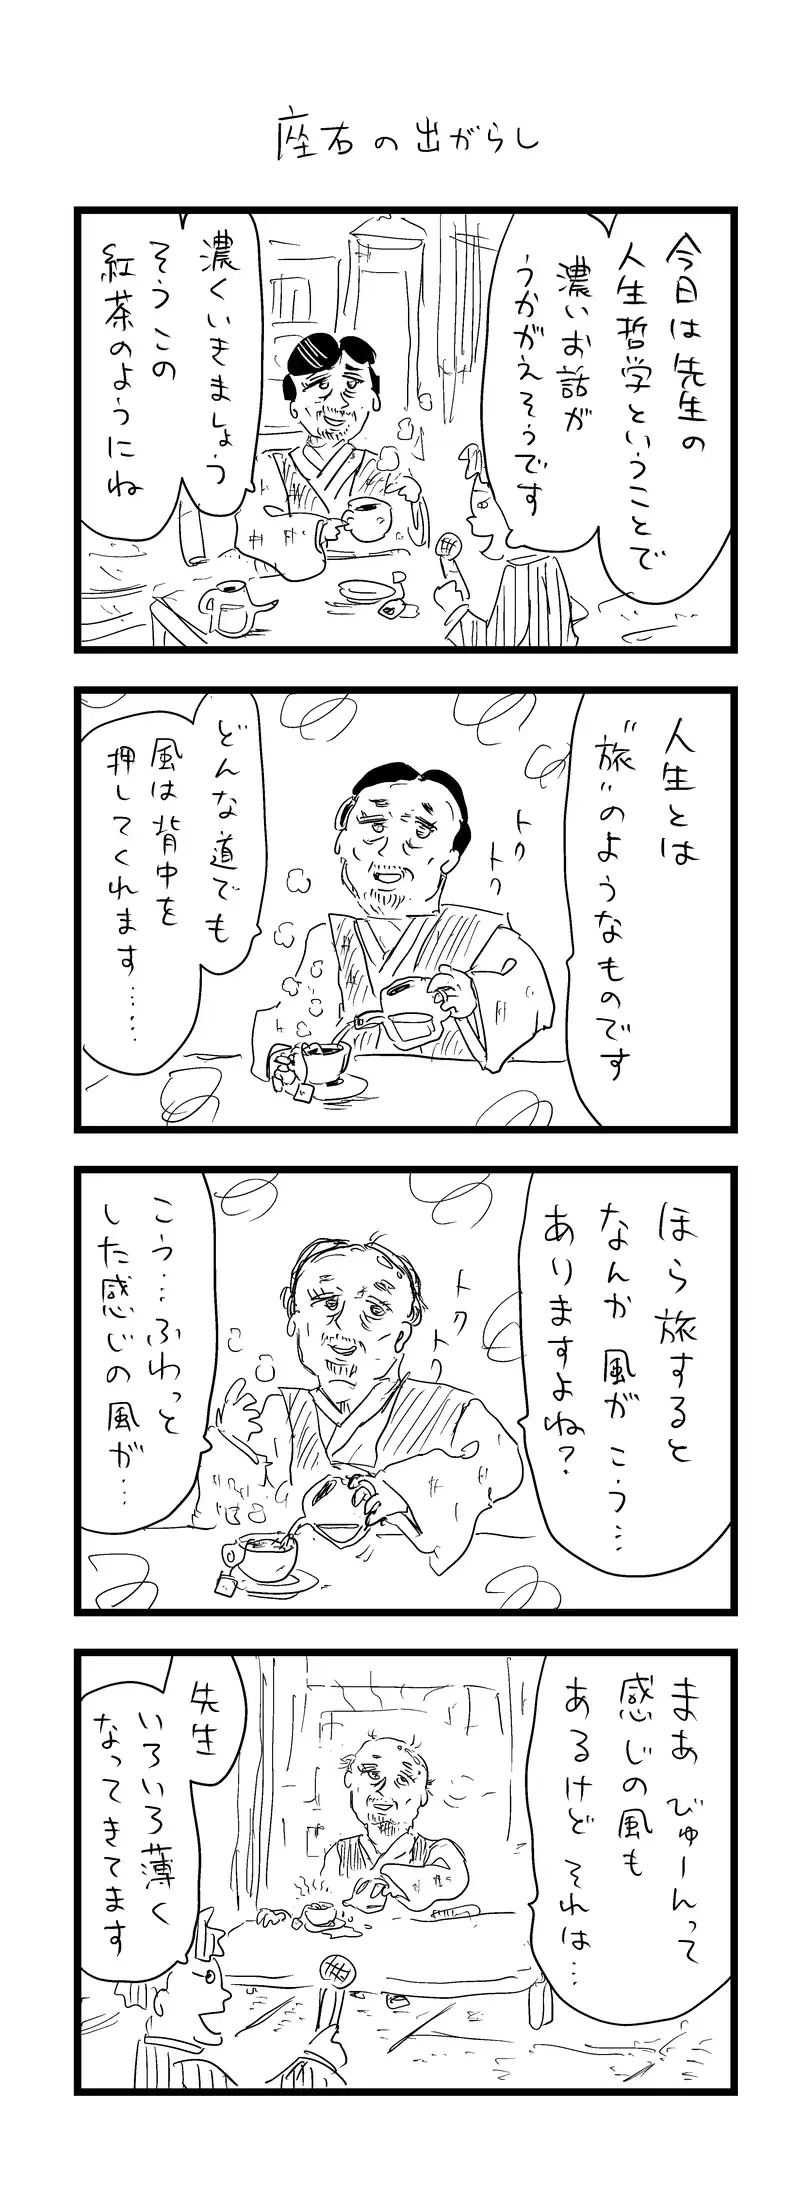 座右の出がらし
今日は先生の
人生哲学ということで
濃いお話が
うかがえそうです
濃くいきましょう
そう この
紅茶のようにね
人生とは
“旅”のようなものです
トク
トク
どんな道でも
風は背中を
押してくれます……
ほら 旅すると
なんか 風が こう…
ありますよね?
トク
トク
こう…ふわっと
した感じの風が…
まあ びゅーんって
感じの風も
あるけど それは…
先生
いろいろ薄く
なってきてます